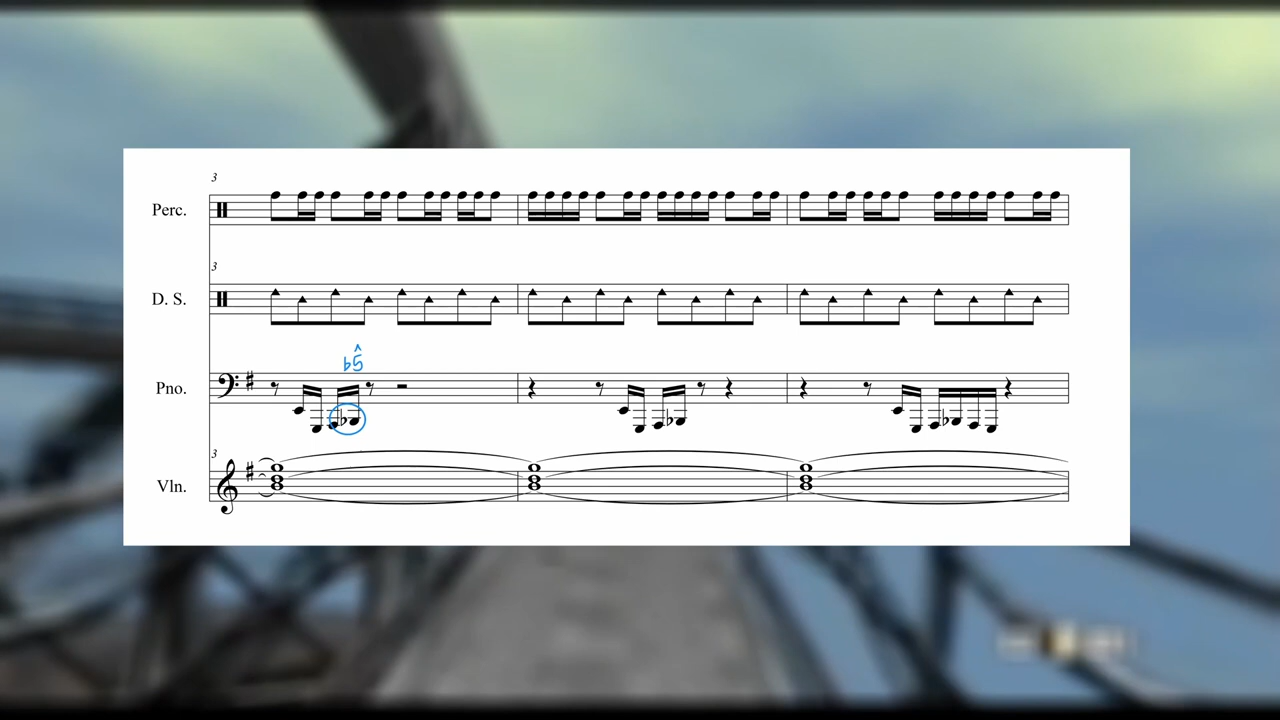 3
Perc.
3
D. S.
♭5̂
Pno.
3
Vln.